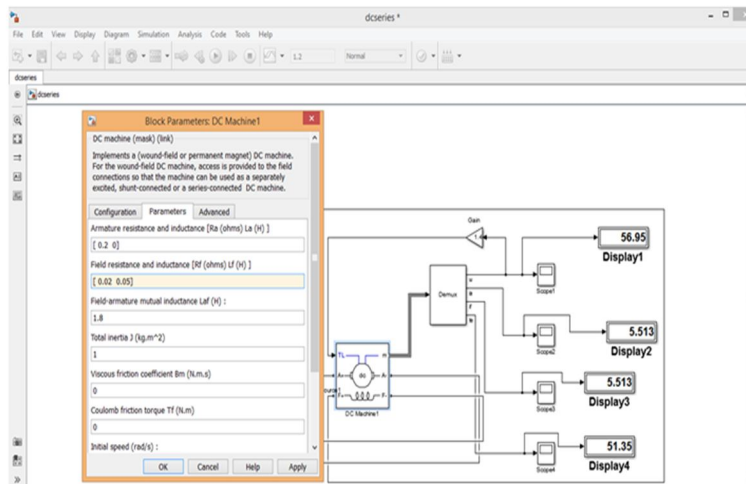 dcseries *
File Edit View Display Diagram Simulation Analysis Code Tools Help
1.2 Normal
dcseries
dcseries
Block Parameters: DC Machine1
DC machine (mask) (link)
Implements a (wound-field or permanent magnet) DC machine.
For the wound-field DC machine, access is provided to the field
connections so that the machine can be used as a separately
excited, shunt-connected or a series-connected DC machine.
Configuration Parameters Advanced
Armature resistance and inductance [Ra (ohms) La (H) ]
[ 0.2 0]
Field resistance and inductance [Rf (ohms) Lf (H) ]
[ 0.02 0.05]
Field-armature mutual inductance Laf (H) :
1.8
Total inertia J (kg.m^2)
1
Viscous friction coefficient Bm (N.m.s)
0
Coulomb friction torque Tf (N.m)
0
Initial speed (rad/s) :
OK Cancel Help Apply
Gain
Demux
TL m
A+ dc A-
F+ F-
DC Machine1
Scope1
56.95
Display1
Scope2
5.513
Display2
Scope3
5.513
Display3
Scope4
51.35
Display4